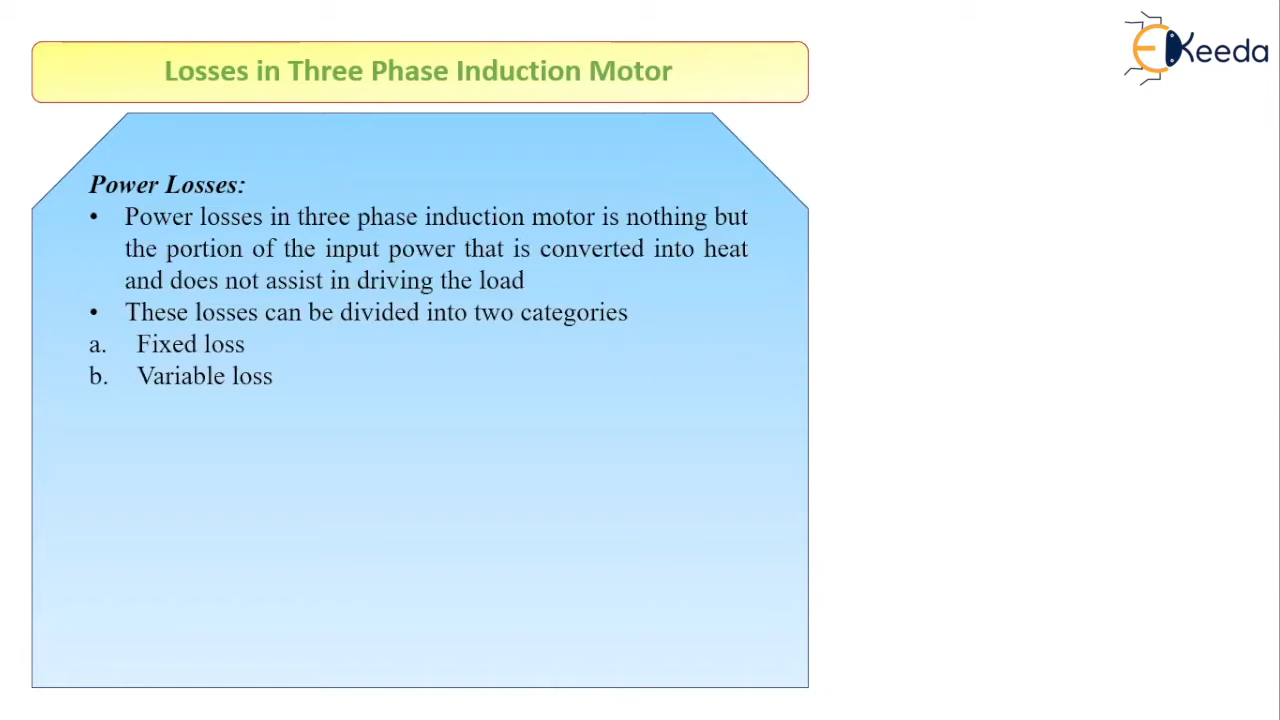 Losses in Three Phase Induction Motor
EKeeda
Power Losses:
• Power losses in three phase induction motor is nothing but
the portion of the input power that is converted into heat
and does not assist in driving the load
• These losses can be divided into two categories
a. Fixed loss
b. Variable loss